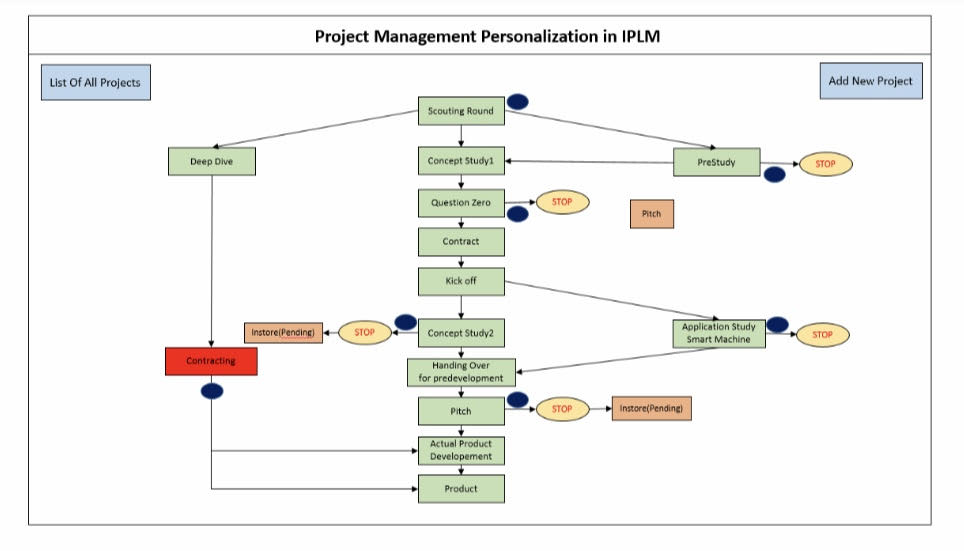 Project Management Personalization in IPLM
List Of All Projects
Add New Project
Scouting Round
Deep Dive
Concept Study1
PreStudy
STOP
Question Zero
STOP
Pitch
Contract
Kick off
Instore(Pending)
STOP
Concept Study2
Application Study
Smart Machine
STOP
Contracting
Handing Over
for predevelopment
Pitch
STOP
Instore(Pending)
Actual Product
Developement
Product